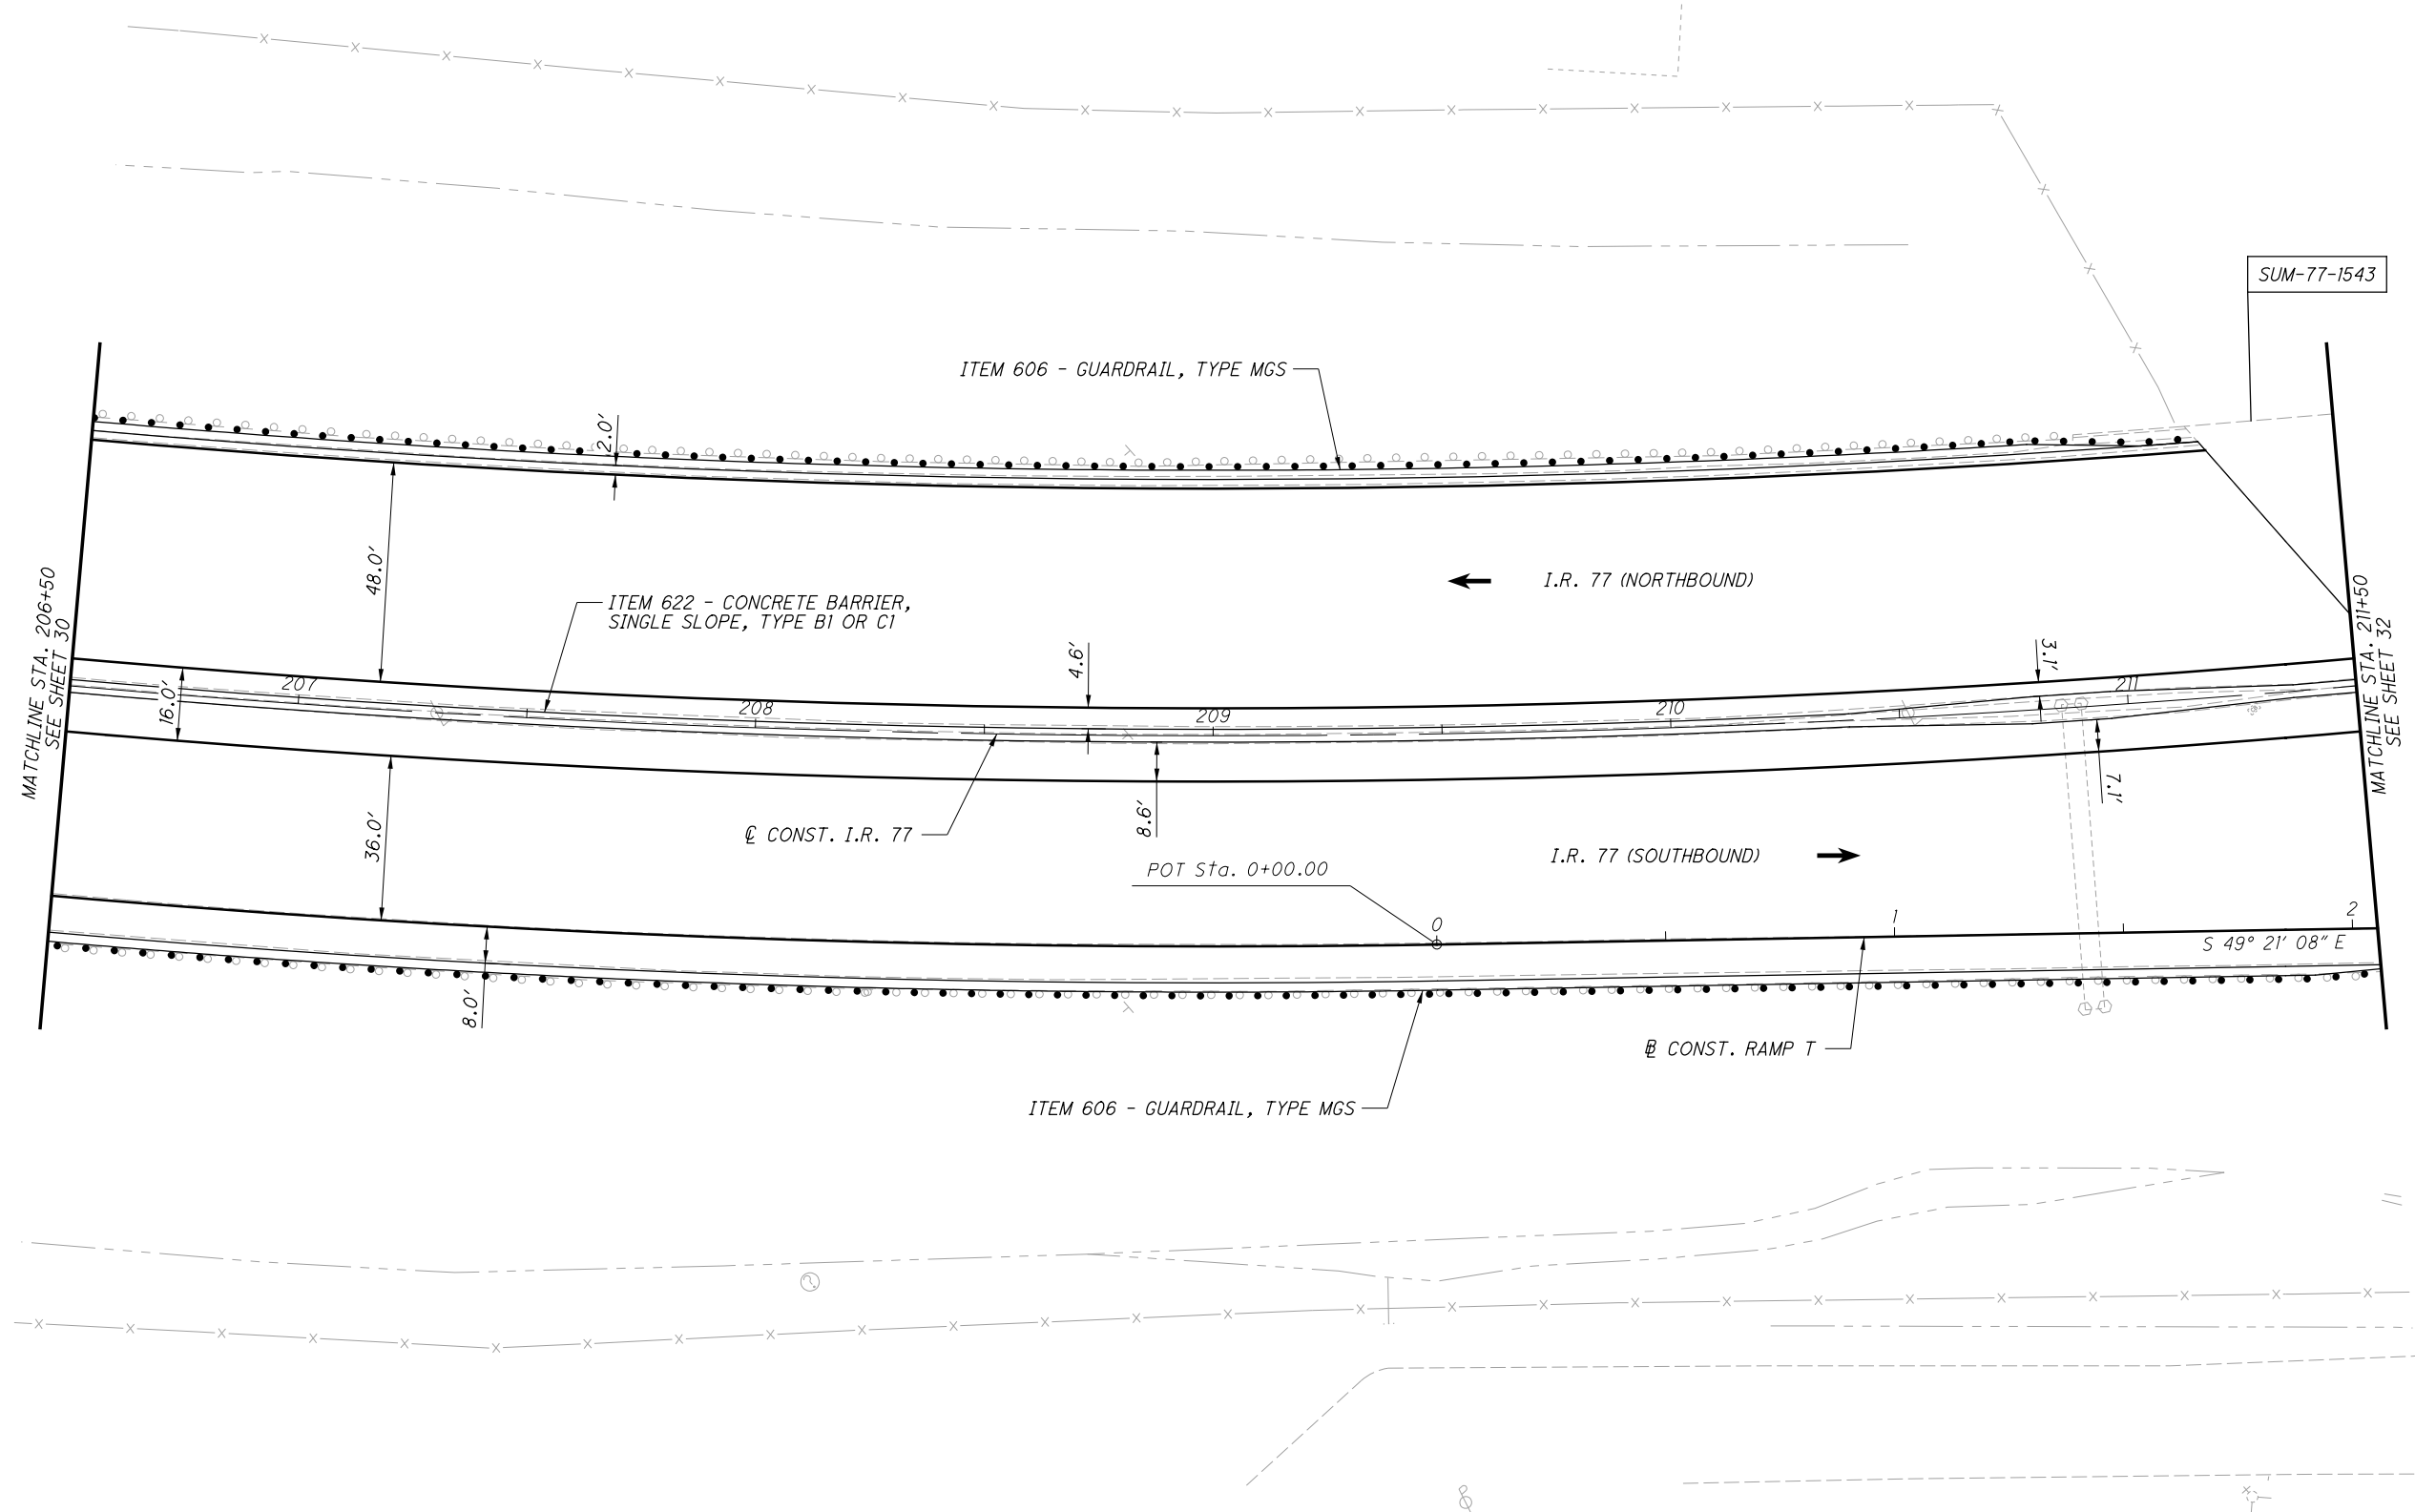 SUM-77-1543
ITEM 606 - GUARDRAIL, TYPE MGS
2.0'
48.0'
I.R. 77 (NORTHBOUND)
ITEM 622 - CONCRETE BARRIER,
SINGLE SLOPE, TYPE B1 OR C1
MATCHLINE STA. 206+50
SEE SHEET 30
MATCHLINE STA. 211+50
SEE SHEET 32
4.6'
3.1'
16.0'
207
208
209
210
211
8.6'
7.1'
36.0'
℄ CONST. I.R. 77
I.R. 77 (SOUTHBOUND)
POT Sta. 0+00.00
0
1
2
S 49° 21' 08" E
8.0'
B CONST. RAMP T
ITEM 606 - GUARDRAIL, TYPE MGS